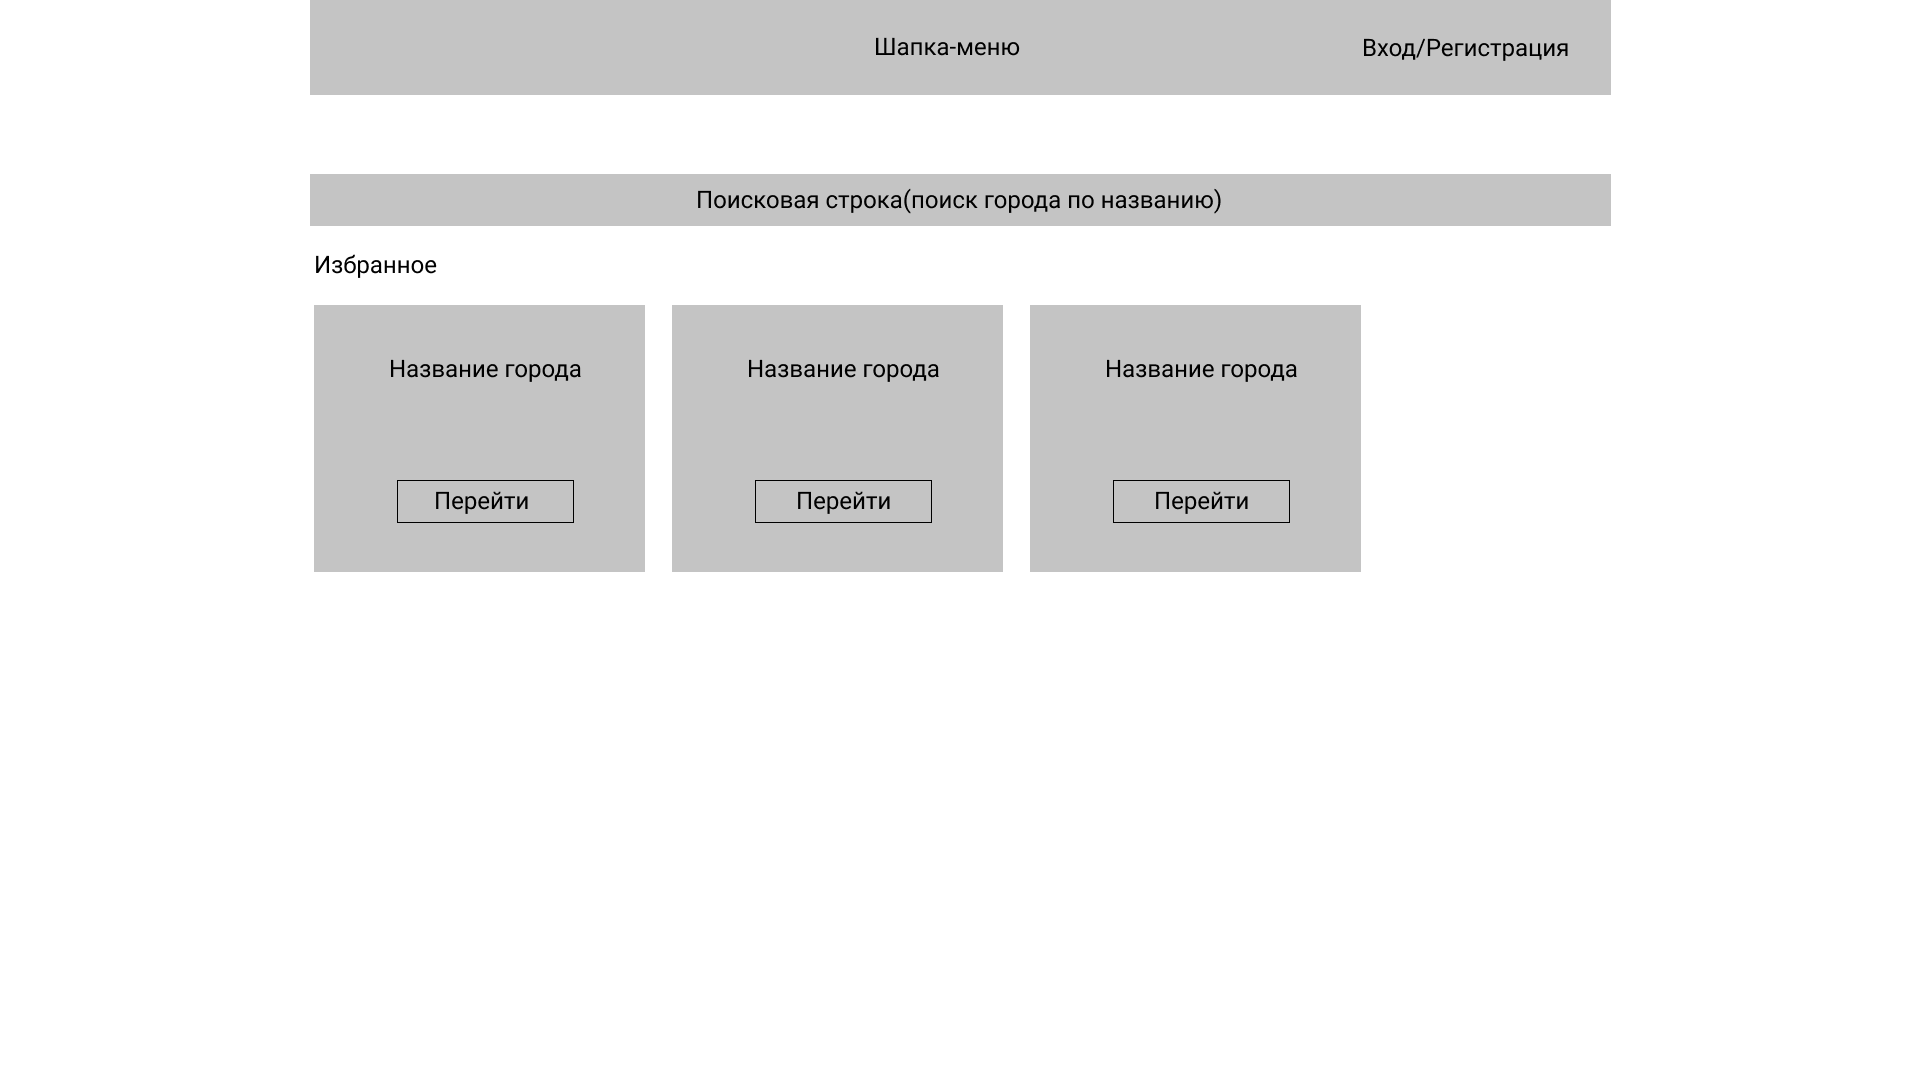 Шапка-меню
Вход/Регистрация
Поисковая строка(поиск города по названию)
Избранное
Название города
Название города
Название города
Перейти
Перейти
Перейти